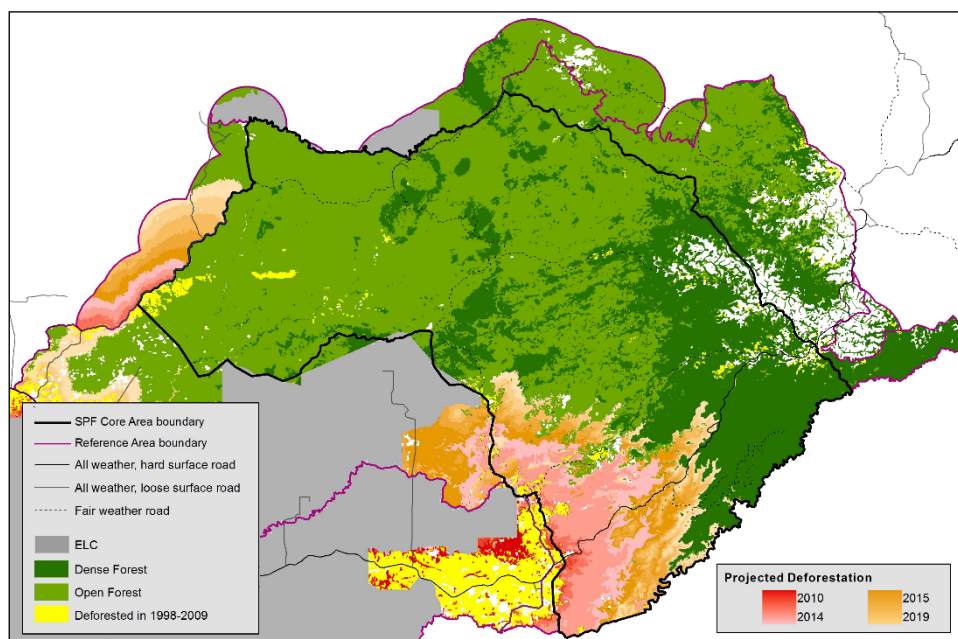 SPF Core Area boundary
Reference Area boundary
All weather, hard surface road
All weather, loose surface road
Fair weather road
ELC
Dense Forest
Open Forest
Deforested in 1998-2009
Projected Deforestation
2010 2015
2014 2019